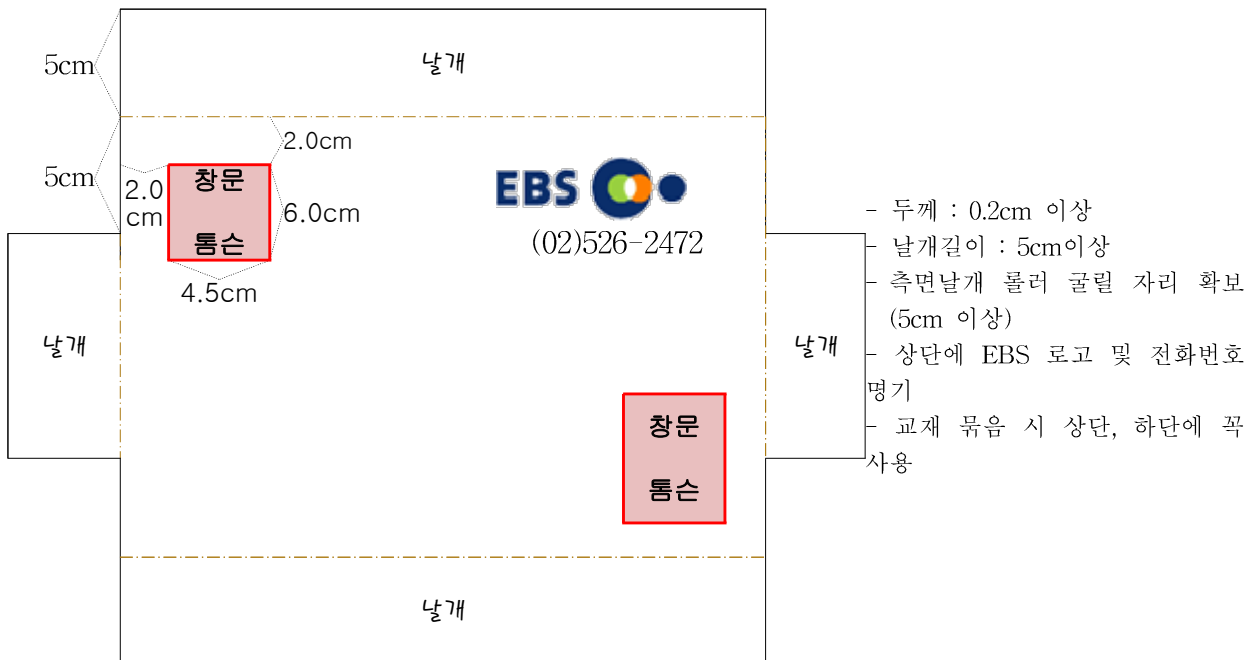 날개
5cm
2.0cm
5cm
창문
톰슨
2.0
cm
6.0cm
4.5cm
EBS
(02)526-2472
날개
날개
- 두께 : 0.2cm 이상
- 날개길이 : 5cm이상
- 측면날개 롤러 굴릴 자리 확보
(5cm 이상)
- 상단에 EBS 로고 및 전화번호
명기
- 교재 묶음 시 상단, 하단에 꼭
사용
창문
톰슨
날개